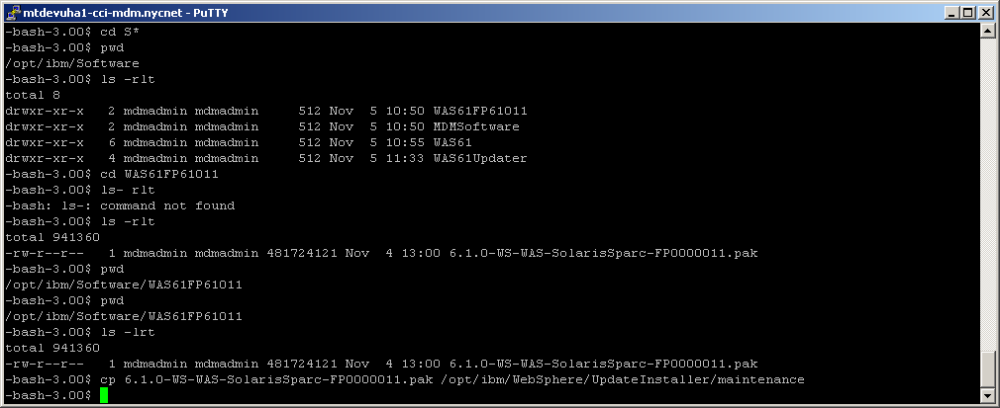 mtdevuha1-cci-mdm.nycnet - PuTTY
-bash-3.00$ cd S*
-bash-3.00$ pwd
/opt/ibm/Software
-bash-3.00$ ls -rlt
total 8
drwxr-xr-x   2 mdmadmin mdmadmin     512 Nov  5 10:50 WAS61FP61011
drwxr-xr-x   2 mdmadmin mdmadmin     512 Nov  5 10:50 MDMSoftware
drwxr-xr-x   6 mdmadmin mdmadmin     512 Nov  5 10:55 WAS61
drwxr-xr-x   4 mdmadmin mdmadmin     512 Nov  5 11:33 WAS61Updater
-bash-3.00$ cd WAS61FP61011
-bash-3.00$ ls- rlt
-bash: ls-: command not found
-bash-3.00$ ls -rlt
total 941360
-rw-r--r--   1 mdmadmin mdmadmin 481724121 Nov  4 13:00 6.1.0-WS-WAS-SolarisSparc-FP0000011.pak
-bash-3.00$ pwd
/opt/ibm/Software/WAS61FP61011
-bash-3.00$ pwd
/opt/ibm/Software/WAS61FP61011
-bash-3.00$ ls -lrt
total 941360
-rw-r--r--   1 mdmadmin mdmadmin 481724121 Nov  4 13:00 6.1.0-WS-WAS-SolarisSparc-FP0000011.pak
-bash-3.00$ cp 6.1.0-WS-WAS-SolarisSparc-FP0000011.pak /opt/ibm/WebSphere/UpdateInstaller/maintenance
-bash-3.00$